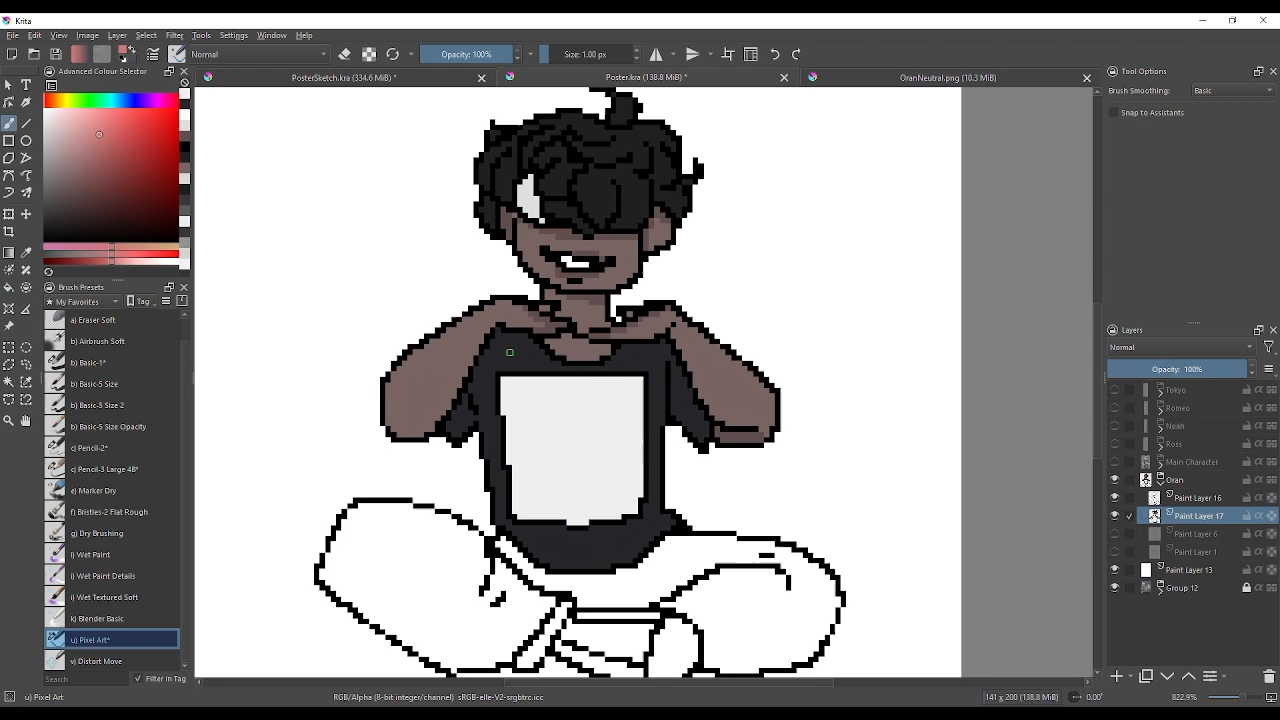 Krita
File Edit View Image Layer Select Filter Tools Settings Window Help
Normal Opacity: 100% Size: 1.00 px
Advanced Colour Selector
PosterSketch.kra (334.6 MiB) *
Poster.kra (138.8 MiB) *
OranNeutral.png (10.3 MiB)
Tool Options
Brush Smoothing: Basic
Snap to Assistants
Brush Presets
My Favorites Tag
a) Eraser Soft
b) Airbrush Soft
b) Basic-1*
b) Basic-5 Size
b) Basic-5 Size 2
b) Basic-5 Size Opacity
c) Pencil-2*
c) Pencil-3 Large 4B*
e) Marker Dry
f) Bristles-2 Flat Rough
g) Dry Brushing
i) Wet Paint
i) Wet Paint Details
i) Wet Textured Soft
k) Blender Basic
u) Pixel Art*
v) Distort Move
Search Filter in Tag
Layers
Normal
Opacity: 100%
Tokyo
Romeo
Noah
Ross
Main Character
Oran
Paint Layer 16
Paint Layer 17
Paint Layer 6
Paint Layer 1
Paint Layer 13
Group 12
u) Pixel Art
RGB/Alpha (8-bit integer/channel) sRGB-elle-V2-srgbtrc.icc
141 x 200 (138.8 MiB)
0.00°
822.9%